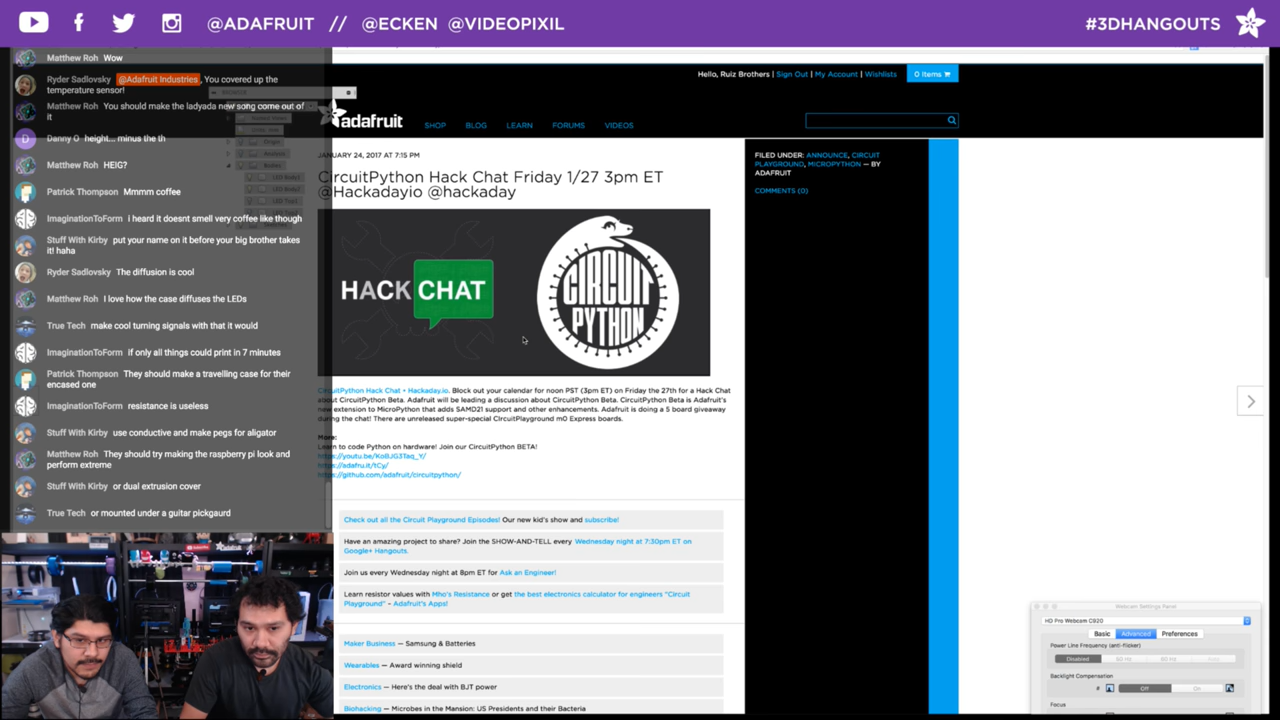 @ADAFRUIT // @ECKEN @VIDEOPIXIL
#3DHANGOUTS
Matthew Roh Wow
Ryder Sadlovsky @Adafruit Industries, You covered up the
temperature sensor!
Matthew Roh You should make the ladyada new song come out of
it
Danny O height... minus the th
Matthew Roh HEIG?
Patrick Thompson Mmmm coffee
ImaginationToForm i heard it doesnt smell very coffee like though
Stuff With Kirby put your name on it before your big brother takes
it! haha
Ryder Sadlovsky The diffusion is cool
Matthew Roh I love how the case diffuses the LEDs
True Tech make cool turning signals with that it would
ImaginationToForm if only all things could print in 7 minutes
Patrick Thompson They should make a travelling case for their
encased one
ImaginationToForm resistance is useless
Stuff With Kirby use conductive and make pegs for aligator
Matthew Roh They should try making the raspberry pi look and
perform extreme
Stuff With Kirby or dual extrusion cover
True Tech or mounted under a guitar pickgaurd
Hello, Ruiz Brothers | Sign Out | My Account | Wishlists
0 Items
adafruit
SHOP BLOG LEARN FORUMS VIDEOS
JANUARY 24, 2017 AT 7:15 PM
CircuitPython Hack Chat Friday 1/27 3pm ET
@Hackadayio @hackaday
HACK CHAT
CIRCUIT
PYTHON
CircuitPython Hack Chat • Hackaday.io. Block out your calendar for noon PST (3pm ET) on Friday the 27th for a Hack Chat
about CircuitPython Beta. Adafruit will be leading a discussion about CircuitPython Beta. CircuitPython Beta is Adafruit's
new extension to MicroPython that adds SAMD21 support and other enhancements. Adafruit is doing a 5 board giveaway
during the chat! There are unreleased super-special CIrcuitPlayground m0 Express boards.
More:
Learn to code Python on hardware! Join our CircuitPython BETA!
https://youtu.be/KoBJG3Taq_Y/
https://adafru.it/tCy/
https://github.com/adafruit/circuitpython/
FILED UNDER: ANNOUNCE, CIRCUIT
PLAYGROUND, MICROPYTHON — BY
ADAFRUIT
COMMENTS (0)
Check out all the Circuit Playground Episodes! Our new kid's show and subscribe!
Have an amazing project to share? Join the SHOW-AND-TELL every Wednesday night at 7:30pm ET on
Google+ Hangouts.
Join us every Wednesday night at 8pm ET for Ask an Engineer!
Learn resistor values with Mho's Resistance or get the best electronics calculator for engineers "Circuit
Playground" – Adafruit's Apps!
Maker Business — Samsung & Batteries
Wearables — Award winning shield
Electronics — Here's the deal with BJT power
Biohacking — Microbes in the Mansion: US Presidents and their Bacteria
Webcam Settings Panel
HD Pro Webcam C920
Basic Advanced Preferences
Power Line Frequency (anti-flicker)
Disabled 50 Hz 60 Hz Auto
Backlight Compensation
Off On
Focus